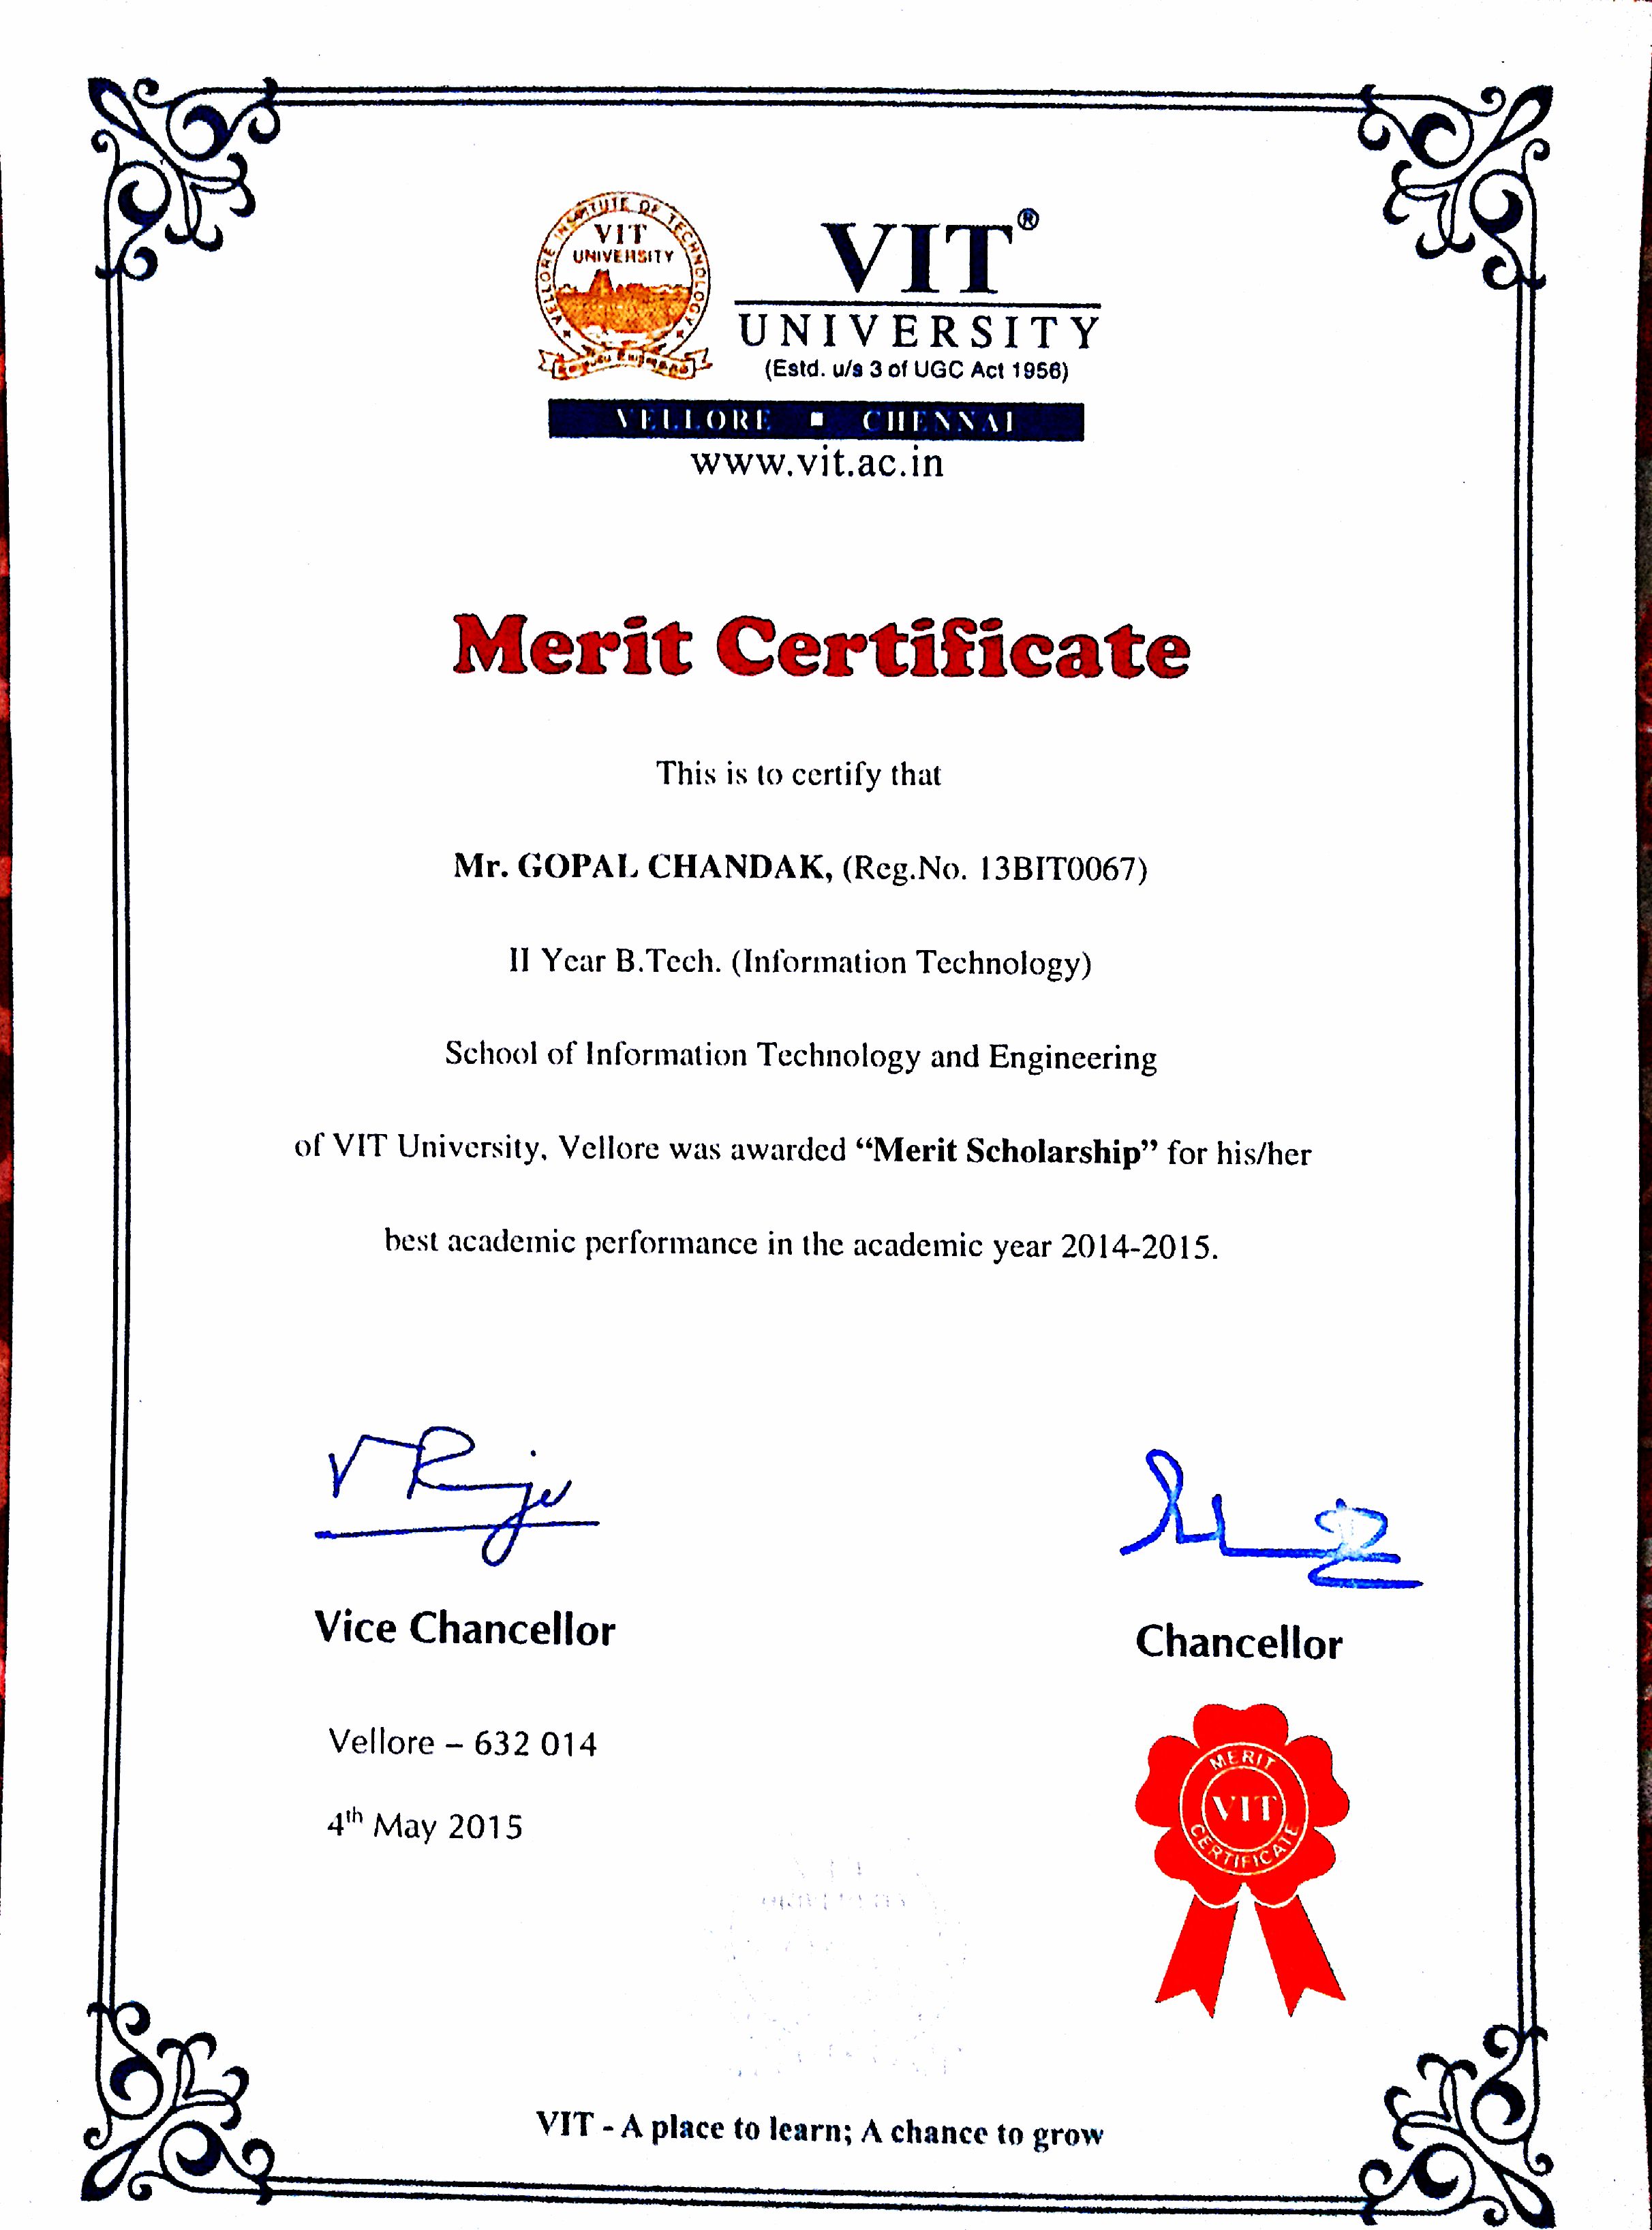 VELLORE INSTITUTE OF TECHNOLOGY
VIT
UNIVERSITY
VIT®
UNIVERSITY
(Estd. u/s 3 of UGC Act 1956)
VELLORE ▪ CHENNAI
www.vit.ac.in
Merit Certificate
This is to certify that
Mr. GOPAL CHANDAK, (Reg.No. 13BIT0067)
II Year B.Tech. (Information Technology)
School of Information Technology and Engineering
of VIT University, Vellore was awarded “Merit Scholarship” for his/her
best academic performance in the academic year 2014-2015.
Vice Chancellor
Chancellor
Vellore – 632 014
4th May 2015
MERIT
VIT
CERTIFICATE
VIT - A place to learn; A chance to grow